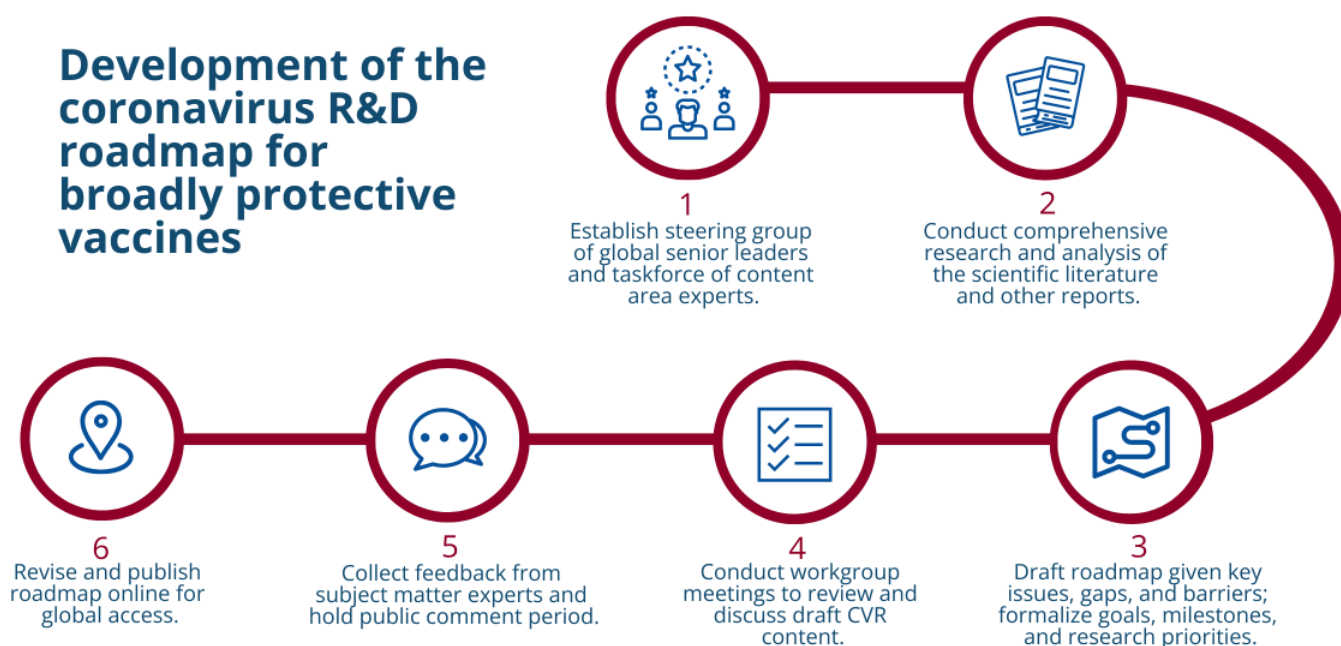 Development of the
coronavirus R&D
roadmap for
broadly protective
vaccines
1
Establish steering group
of global senior leaders
and taskforce of content
area experts.
2
Conduct comprehensive
research and analysis of
the scientific literature
and other reports.
3
Draft roadmap given key
issues, gaps, and barriers;
formalize goals, milestones,
and research priorities.
4
Conduct workgroup
meetings to review and
discuss draft CVR
content.
5
Collect feedback from
subject matter experts and
hold public comment period.
6
Revise and publish
roadmap online for
global access.